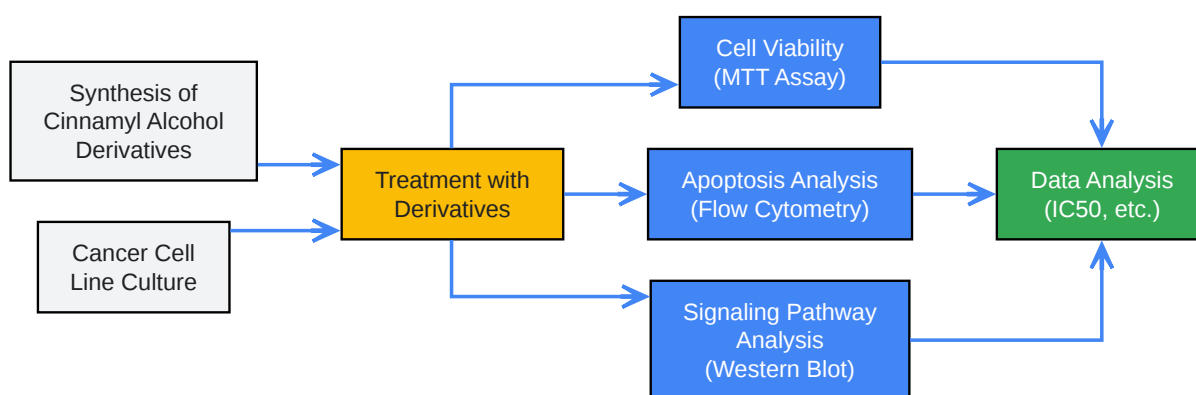 Synthesis of
Cinnamyl Alcohol
Derivatives
Cancer Cell
Line Culture
Treatment with
Derivatives
Cell Viability
(MTT Assay)
Apoptosis Analysis
(Flow Cytometry)
Signaling Pathway
Analysis
(Western Blot)
Data Analysis
(IC50, etc.)